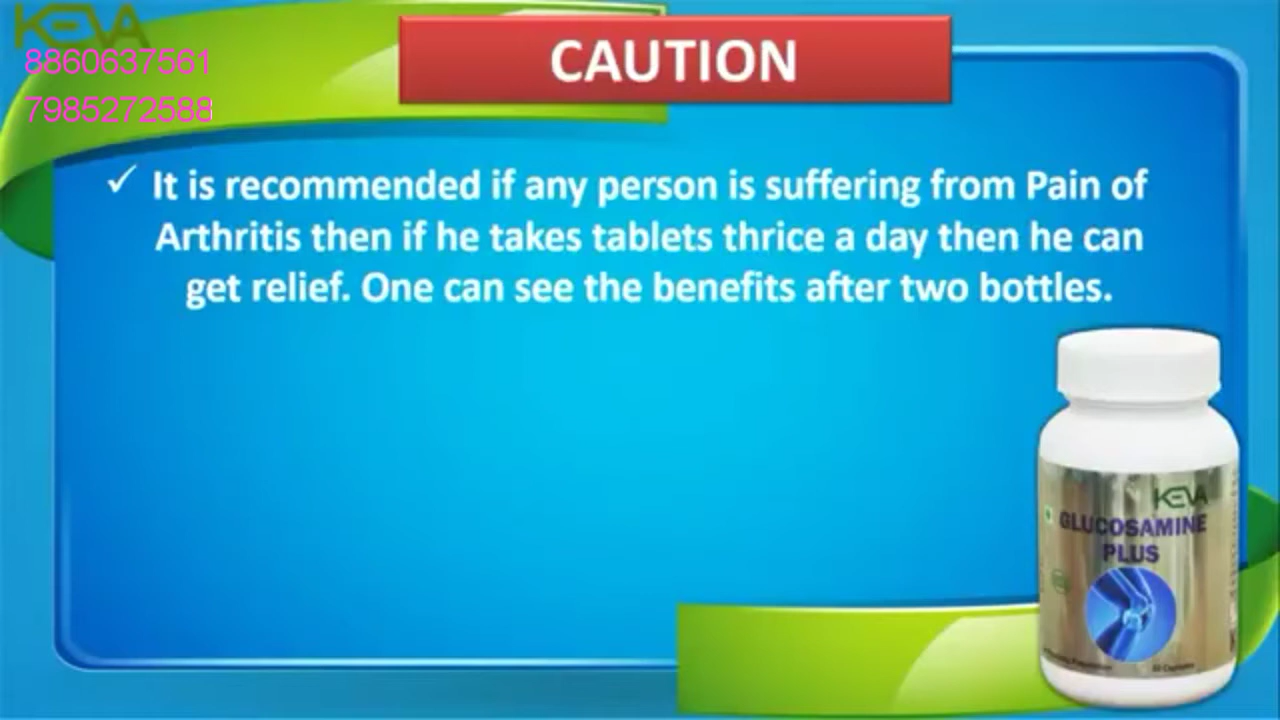 KEVA
8860637561
7985272588
CAUTION
✓ It is recommended if any person is suffering from Pain of
Arthritis then if he takes tablets thrice a day then he can
get relief. One can see the benefits after two bottles.
KEVA
GLUCOSAMINE
PLUS